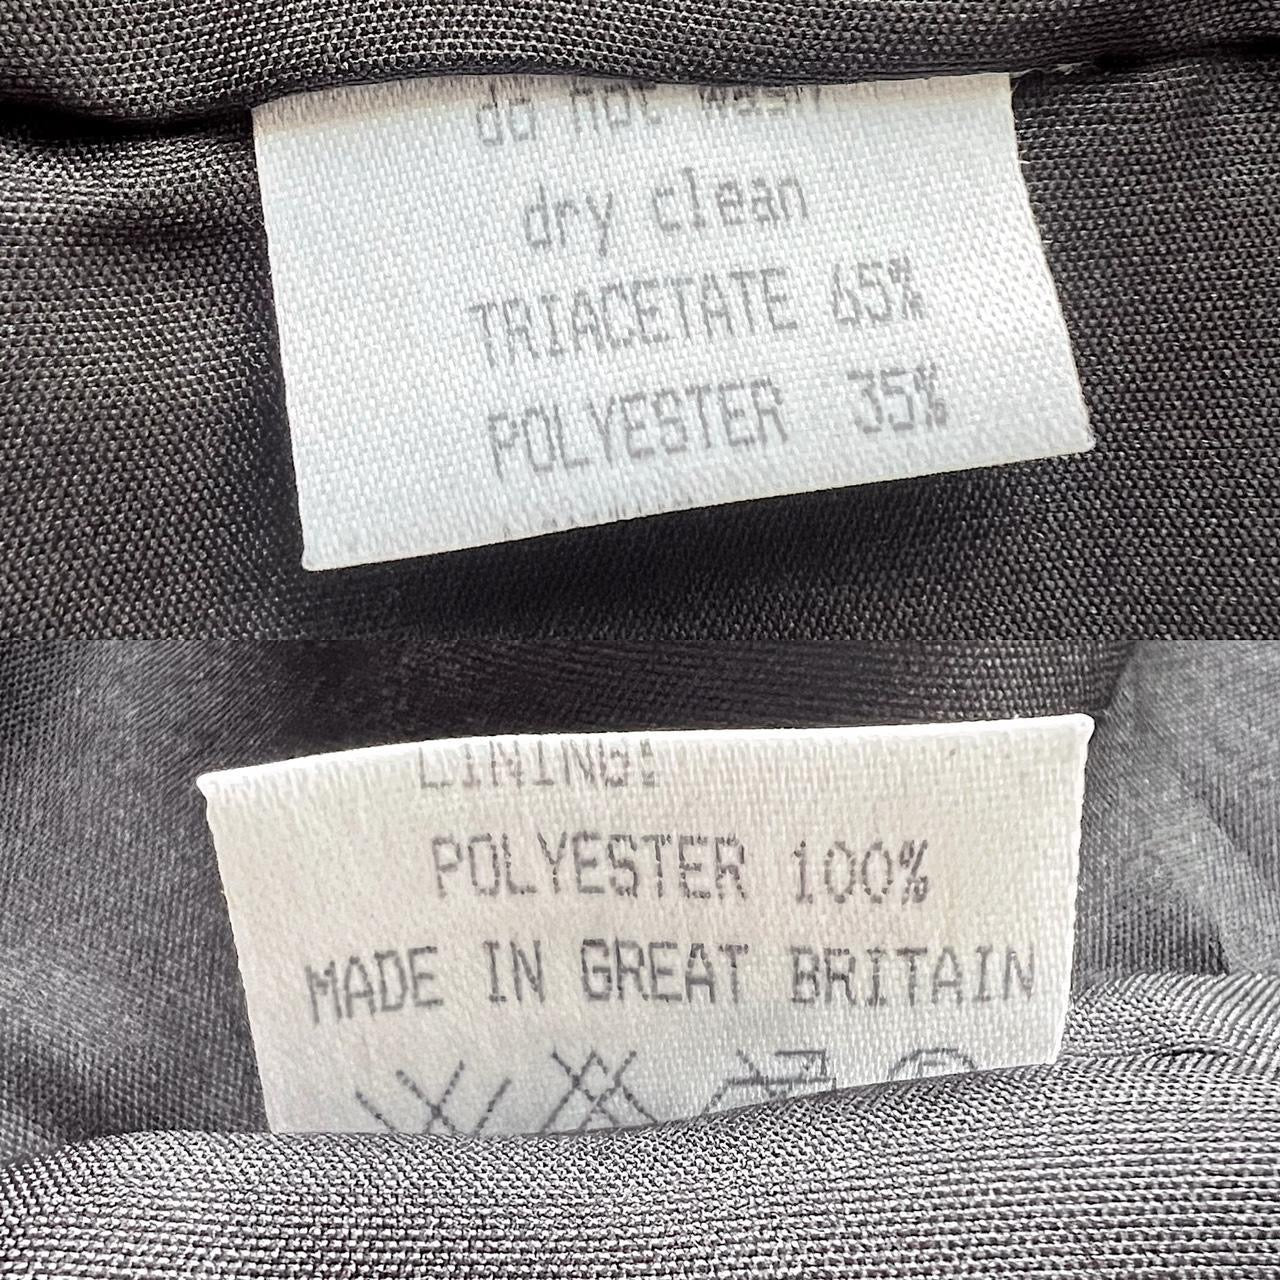 do not wash
dry clean
TRIACETATE 65%
POLYESTER 35%
LINING:
POLYESTER 100%
MADE IN GREAT BRITAIN
P